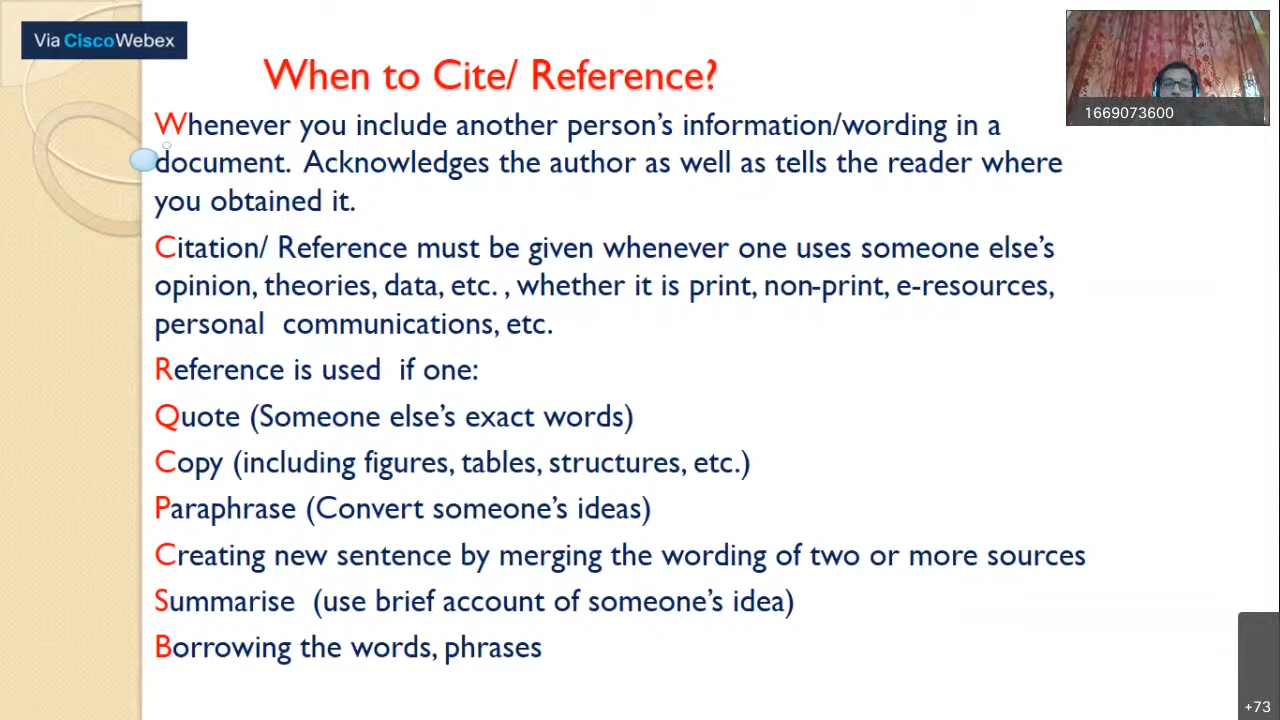 Via CiscoWebex
When to Cite/ Reference?
1669073600
Whenever you include another person's information/wording in a
document. Acknowledges the author as well as tells the reader where
you obtained it.
Citation/ Reference must be given whenever one uses someone else's
opinion, theories, data, etc. , whether it is print, non-print, e-resources,
personal communications, etc.
Reference is used if one:
Quote (Someone else's exact words)
Copy (including figures, tables, structures, etc.)
Paraphrase (Convert someone's ideas)
Creating new sentence by merging the wording of two or more sources
Summarise (use brief account of someone's idea)
Borrowing the words, phrases
+73